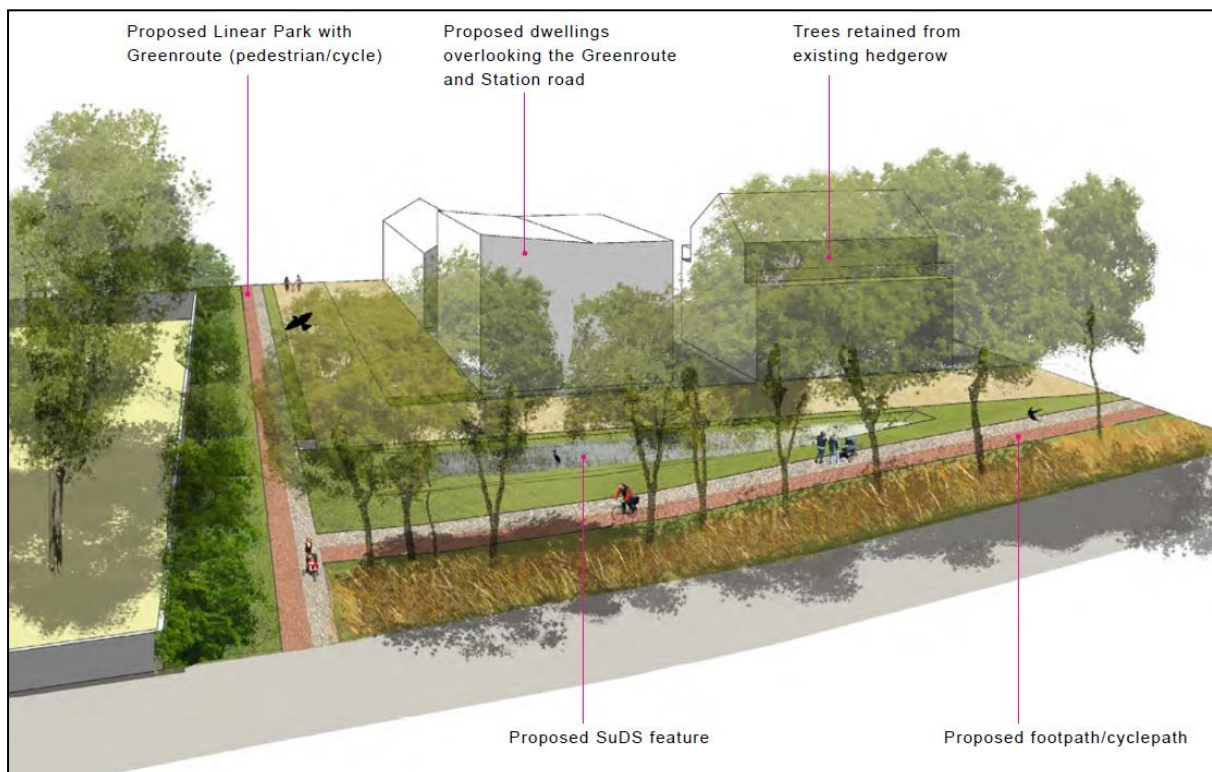 Proposed Linear Park with
Greenroute (pedestrian/cycle)
Proposed dwellings
overlooking the Greenroute
and Station road
Trees retained from
existing hedgerow
Proposed SuDS feature
Proposed footpath/cyclepath